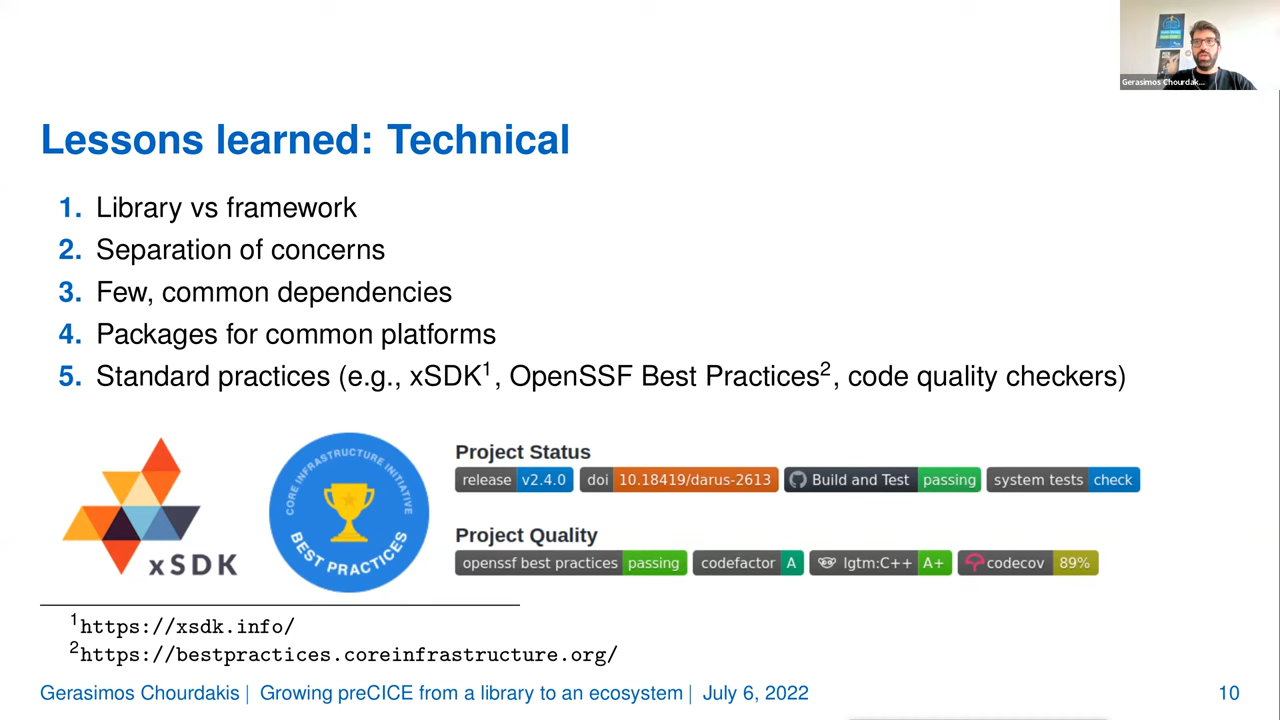 Gerasimos Chourdak...
Lessons learned: Technical
1. Library vs framework
2. Separation of concerns
3. Few, common dependencies
4. Packages for common platforms
5. Standard practices (e.g., xSDK¹, OpenSSF Best Practices², code quality checkers)
xSDK
CORE INFRASTRUCTURE INITIATIVE
BEST PRACTICES
Project Status
release v2.4.0 doi 10.18419/darus-2613 Build and Test passing system tests check
Project Quality
openssf best practices passing codefactor A lgtm:C++ A+ codecov 89%
¹https://xsdk.info/
²https://bestpractices.coreinfrastructure.org/
Gerasimos Chourdakis | Growing preCICE from a library to an ecosystem | July 6, 2022 10